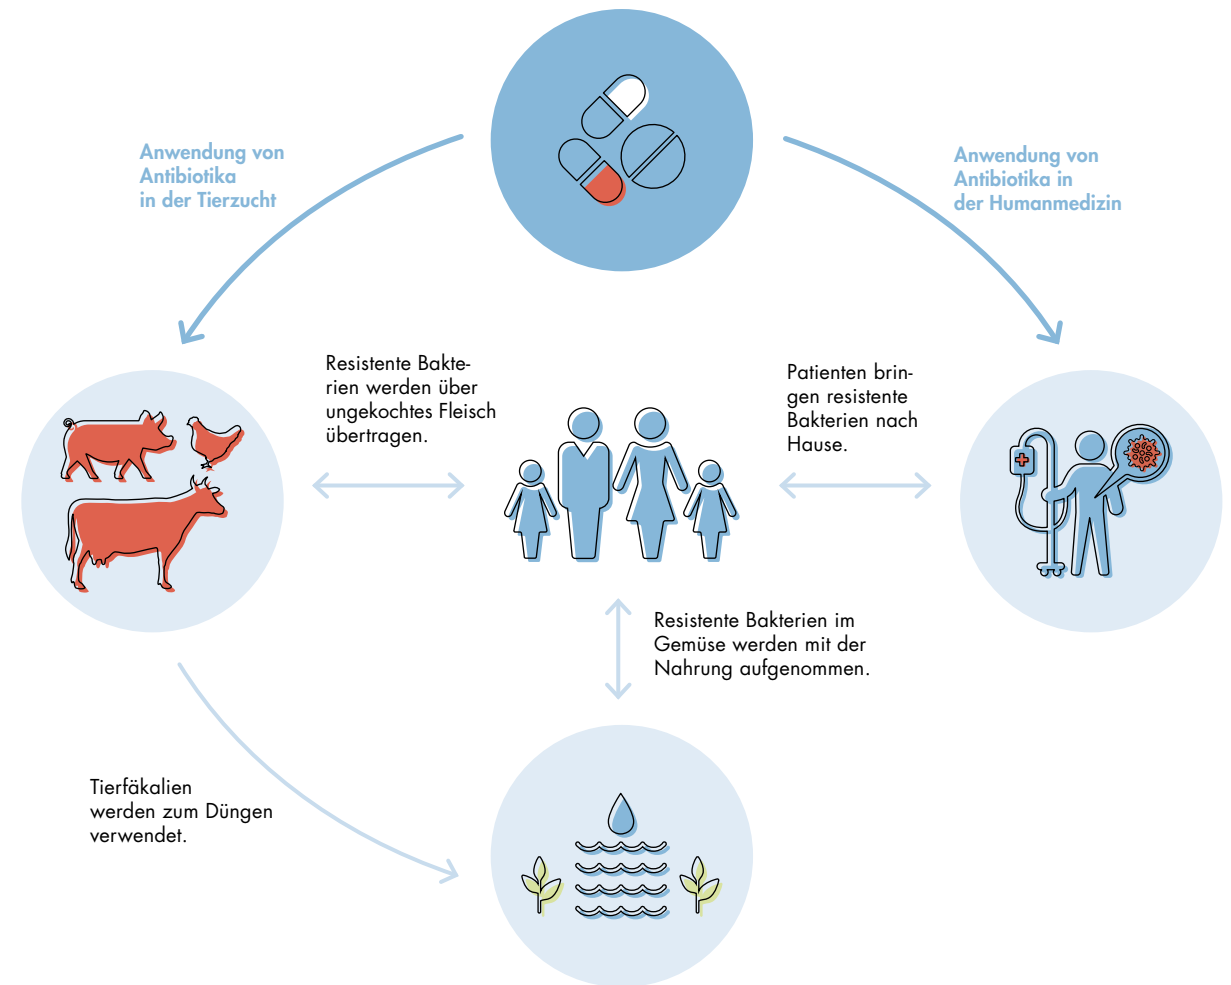 Anwendung von
Antibiotika
in der Tierzucht
Anwendung von
Antibiotika in
der Humanmedizin
Resistente Bakte-
rien werden über
ungekochtes Fleisch
übertragen.
Patienten brin-
gen resistente
Bakterien nach
Hause.
Resistente Bakterien im
Gemüse werden mit der
Nahrung aufgenommen.
Tierfäkalien
werden zum Düngen
verwendet.